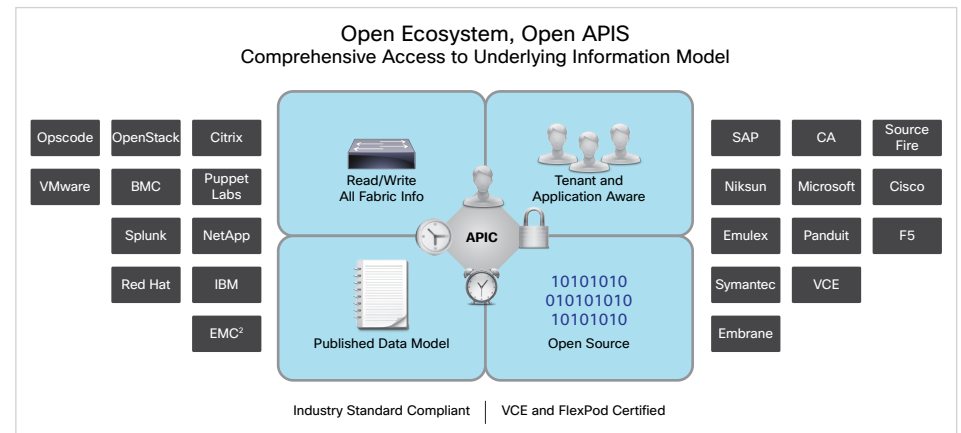 Open Ecosystem, Open APIS
Comprehensive Access to Underlying Information Model
Opscode
OpenStack
Citrix
VMware
BMC
Puppet
Labs
Splunk
NetApp
Red Hat
IBM
EMC²
Read/Write
All Fabric Info
Tenant and
Application Aware
APIC
Published Data Model
10101010
010101010
10101010
Open Source
SAP
CA
Source
Fire
Niksun
Microsoft
Cisco
Emulex
Panduit
F5
Symantec
VCE
Embrane
Industry Standard Compliant | VCE and FlexPod Certified